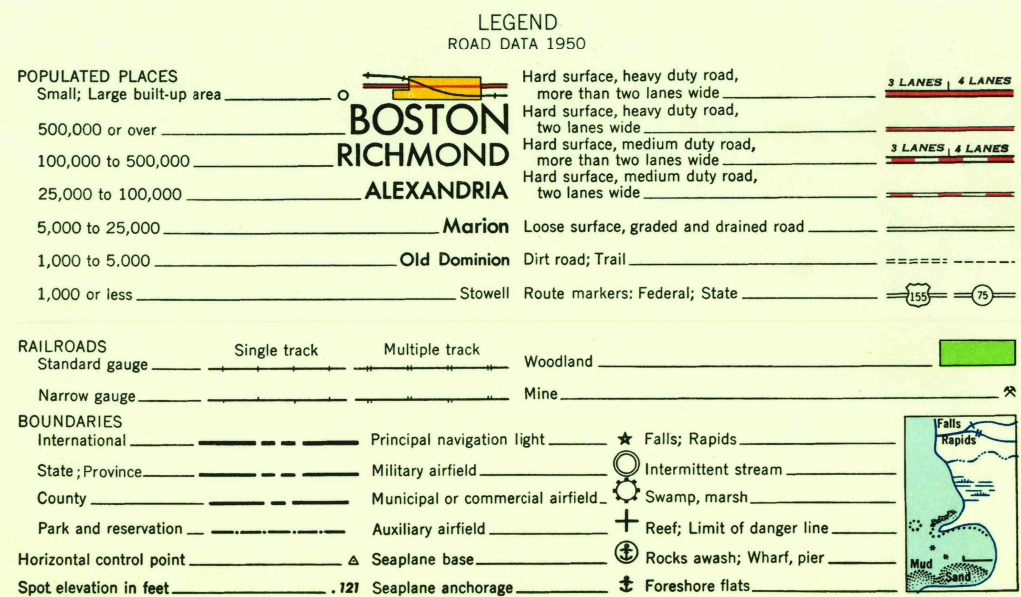 LEGEND
ROAD DATA 1950
POPULATED PLACES
Small; Large built-up area
500,000 or over BOSTON
100,000 to 500,000 RICHMOND
25,000 to 100,000 ALEXANDRIA
5,000 to 25,000 Marion
1,000 to 5,000 Old Dominion
1,000 or less Stowell
Hard surface, heavy duty road,
more than two lanes wide 3 LANES 4 LANES
Hard surface, heavy duty road,
two lanes wide
Hard surface, medium duty road,
more than two lanes wide 3 LANES 4 LANES
Hard surface, medium duty road,
two lanes wide
Loose surface, graded and drained road
Dirt road; Trail
Route markers: Federal; State 155 75
RAILROADS Single track Multiple track
Standard gauge
Narrow gauge
Woodland
Mine
BOUNDARIES
International
State; Province
County
Park and reservation
Horizontal control point
Spot elevation in feet .121
Principal navigation light
Military airfield
Municipal or commercial airfield
Auxiliary airfield
Seaplane base
Seaplane anchorage
Falls; Rapids
Intermittent stream
Swamp, marsh
Reef; Limit of danger line
Rocks awash; Wharf, pier
Foreshore flats
Falls
Rapids
Mud
Sand